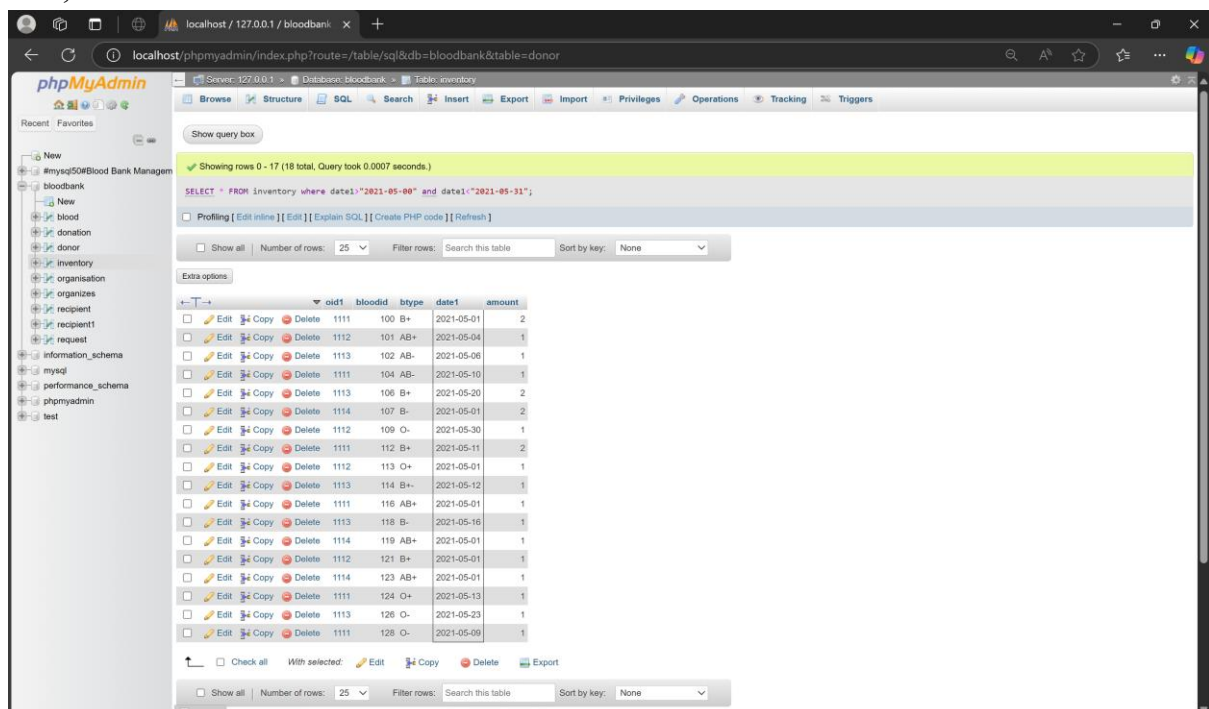 localhost / 127.0.0.1 / bloodbank
localhost/phpmyadmin/index.php?route=/table/sql&db=bloodbank&table=donor
phpMyAdmin
Recent Favorites
New
#mysql50#Blood Bank Managem
bloodbank
New
blood
donation
donor
inventory
organisation
organizes
recipient
recipient1
request
information_schema
mysql
performance_schema
phpmyadmin
test
Server: 127.0.0.1 » Database: bloodbank » Table: inventory
Browse Structure SQL Search Insert Export Import Privileges Operations Tracking Triggers
Show query box
Showing rows 0 - 17 (18 total, Query took 0.0007 seconds.)
SELECT * FROM inventory where date1>"2021-05-00" and date1<"2021-05-31";
Profiling [ Edit inline ] [ Edit ] [ Explain SQL ] [ Create PHP code ] [ Refresh ]
Show all | Number of rows: 25 Filter rows: Search this table Sort by key: None
Extra options
←T→ oid1 bloodid btype date1 amount
Edit Copy Delete 1111 100 B+ 2021-05-01 2
Edit Copy Delete 1112 101 AB+ 2021-05-04 1
Edit Copy Delete 1113 102 AB- 2021-05-06 1
Edit Copy Delete 1111 104 AB- 2021-05-10 1
Edit Copy Delete 1113 106 B+ 2021-05-20 2
Edit Copy Delete 1114 107 B- 2021-05-01 2
Edit Copy Delete 1112 109 O- 2021-05-30 1
Edit Copy Delete 1111 112 B+ 2021-05-11 2
Edit Copy Delete 1112 113 O+ 2021-05-01 1
Edit Copy Delete 1113 114 B+- 2021-05-12 1
Edit Copy Delete 1111 116 AB+ 2021-05-01 1
Edit Copy Delete 1113 118 B- 2021-05-16 1
Edit Copy Delete 1114 119 AB+ 2021-05-01 1
Edit Copy Delete 1112 121 B+ 2021-05-01 1
Edit Copy Delete 1114 123 AB+ 2021-05-01 1
Edit Copy Delete 1111 124 O+ 2021-05-13 1
Edit Copy Delete 1113 126 O- 2021-05-23 1
Edit Copy Delete 1111 128 O- 2021-05-09 1
Check all With selected: Edit Copy Delete Export
Show all | Number of rows: 25 Filter rows: Search this table Sort by key: None